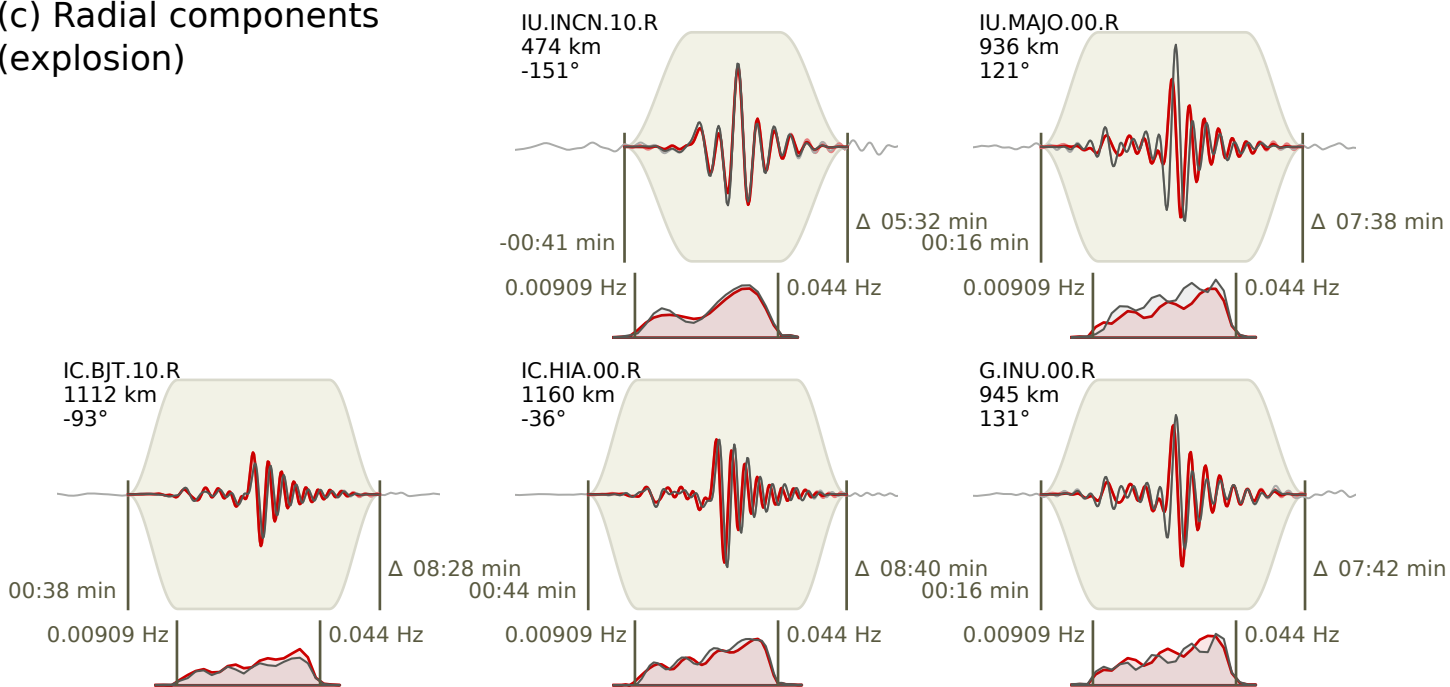 (c) Radial components
(explosion)
IU.INCN.10.R
474 km
-151°
-00:41 min
Δ 05:32 min
0.00909 Hz
0.044 Hz
IU.MAJO.00.R
936 km
121°
00:16 min
Δ 07:38 min
0.00909 Hz
0.044 Hz
IC.BJT.10.R
1112 km
-93°
00:38 min
Δ 08:28 min
0.00909 Hz
0.044 Hz
IC.HIA.00.R
1160 km
-36°
00:44 min
Δ 08:40 min
0.00909 Hz
0.044 Hz
G.INU.00.R
945 km
131°
00:16 min
Δ 07:42 min
0.00909 Hz
0.044 Hz